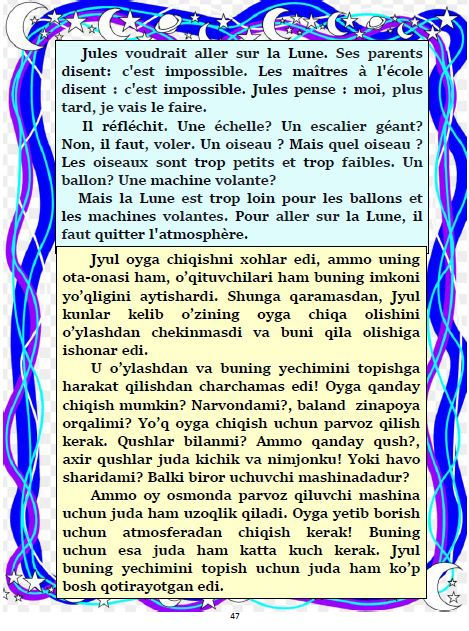 Jules voudrait aller sur la Lune. Ses parents
disent: c'est impossible. Les maîtres à l'école
disent : c'est impossible. Jules pense : moi, plus
tard, je vais le faire.
Il réfléchit. Une échelle? Un escalier géant?
Non, il faut, voler. Un oiseau ? Mais quel oiseau ?
Les oiseaux sont trop petits et trop faibles. Un
ballon? Une machine volante?
Mais la Lune est trop loin pour les ballons et
les machines volantes. Pour aller sur la Lune, il
faut quitter l'atmosphère.
Jyul oyga chiqishni xohlar edi, ammo uning
ota-onasi ham, o’qituvchilari ham buning imkoni
yo’qligini aytishardi. Shunga qaramasdan, Jyul
kunlar kelib o’zining oyga chiqa olishini
o’ylashdan chekinmasdi va buni qila olishiga
ishonar edi.
U o’ylashdan va buning yechimini topishga
harakat qilishdan charchamas edi! Oyga qanday
chiqish mumkin? Narvondami?, baland zinapoya
orqalimi? Yo’q oyga chiqish uchun parvoz qilish
kerak. Qushlar bilanmi? Ammo qanday qush?,
axir qushlar juda kichik va nimjonku! Yoki havo
sharidami? Balki biror uchuvchi mashinadadur?
Ammo oy osmonda parvoz qiluvchi mashina
uchun juda ham uzoqlik qiladi. Oyga yetib borish
uchun atmosferadan chiqish kerak! Buning
uchun esa juda ham katta kuch kerak. Jyul
buning yechimini topish uchun juda ham ko’p
bosh qotirayotgan edi.
47